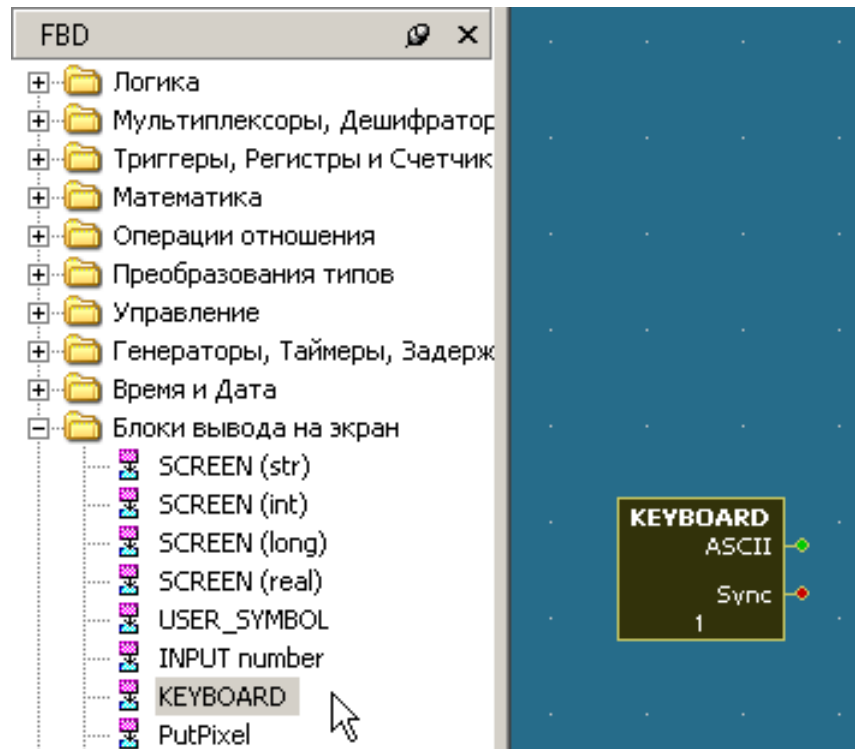 FBD
Логика
Мультиплексоры, Дешифратор
Триггеры, Регистры и Счетчик
Математика
Операции отношения
Преобразования типов
Управление
Генераторы, Таймеры, Задерж
Время и Дата
Блоки вывода на экран
SCREEN (str)
SCREEN (int)
SCREEN (long)
SCREEN (real)
USER_SYMBOL
INPUT number
KEYBOARD
PutPixel
KEYBOARD
ASCII
Sync
1